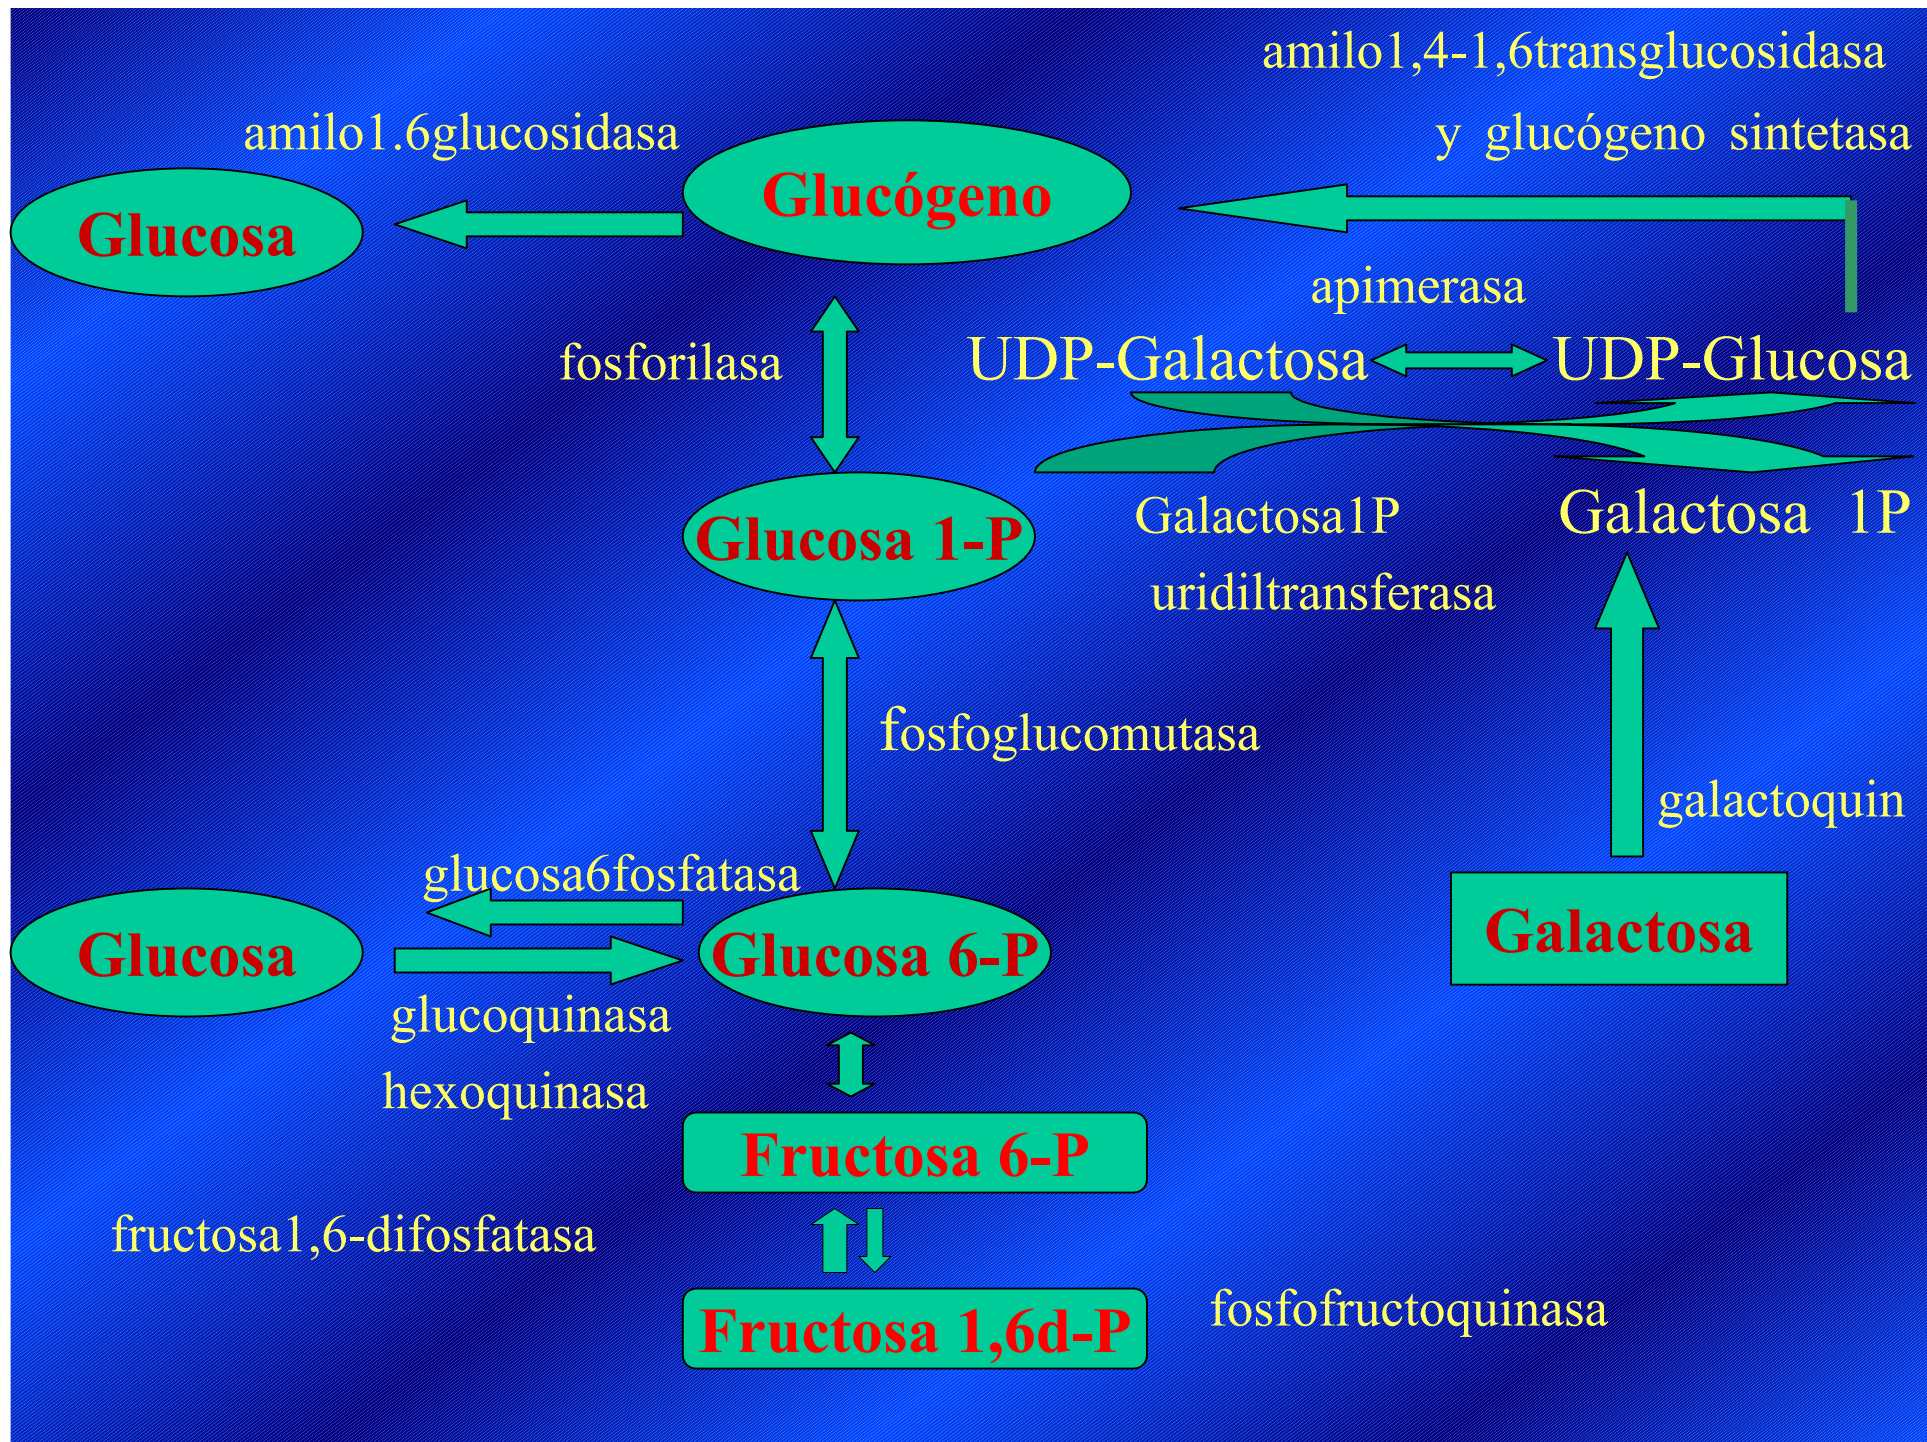 amilo1,4-1,6transglucosidasa
y glucógeno sintetasa
amilo1.6glucosidasa
Glucógeno
Glucosa
apimerasa
fosforilasa
UDP-Galactosa
UDP-Glucosa
Glucosa 1-P
Galactosa1P
uridiltransferasa
Galactosa 1P
fosfoglucomutasa
galactoquin
glucosa6fosfatasa
Glucosa
Glucosa 6-P
Galactosa
glucoquinasa
hexoquinasa
Fructosa 6-P
fructosa1,6-difosfatasa
fosfofructoquinasa
Fructosa 1,6d-P